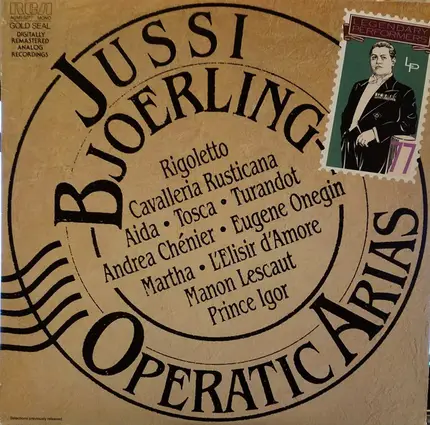 RCA
GOLD SEAL
DIGITALLY
REMASTERED
ANALOG
RECORDINGS
LEGENDARY
PERFORMERS
LP
17
JUSSI
BJOERLING
Rigoletto
Cavalleria Rusticana
Aida · Tosca · Turandot
Andrea Chénier · Eugene Onegin
Martha · L'Elisir d'Amore
Manon Lescaut
Prince Igor
OPERATIC ARIAS